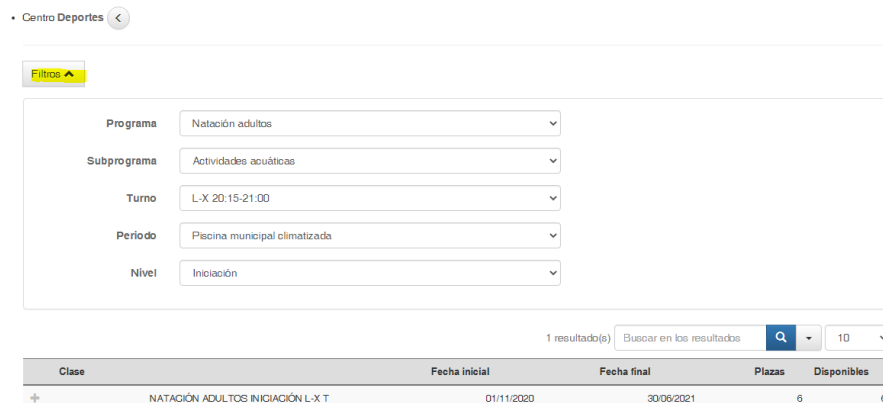 • Centro Deportes
Filtros
Programa Natación adultos
Subprograma Actividades acuáticas
Turno L-X 20:15-21:00
Periodo Piscina municipal climatizada
Nivel Iniciación
1 resultado(s) Buscar en los resultados 10
Clase Fecha inicial Fecha final Plazas Disponibles
NATACIÓN ADULTOS INICIACIÓN L-X T 01/11/2020 30/06/2021 6 6